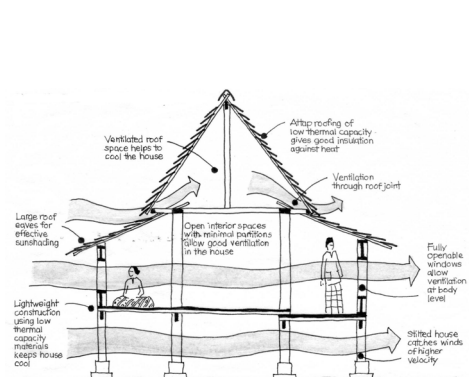 Ventilated roof
space helps to
cool the house
Attap roofing of
low thermal capacity
gives good insulation
against heat
Ventilation
through roof joint
Large roof
eaves for
effective
sunshading
Open interior spaces
with minimal partitions
allow good ventilation
in the house
Fully
openable
windows
allow
ventilation
at body
level
Lightweight
construction
using low
thermal
capacity
materials
keeps house
cool
Stilted house
catches winds
of higher
velocity